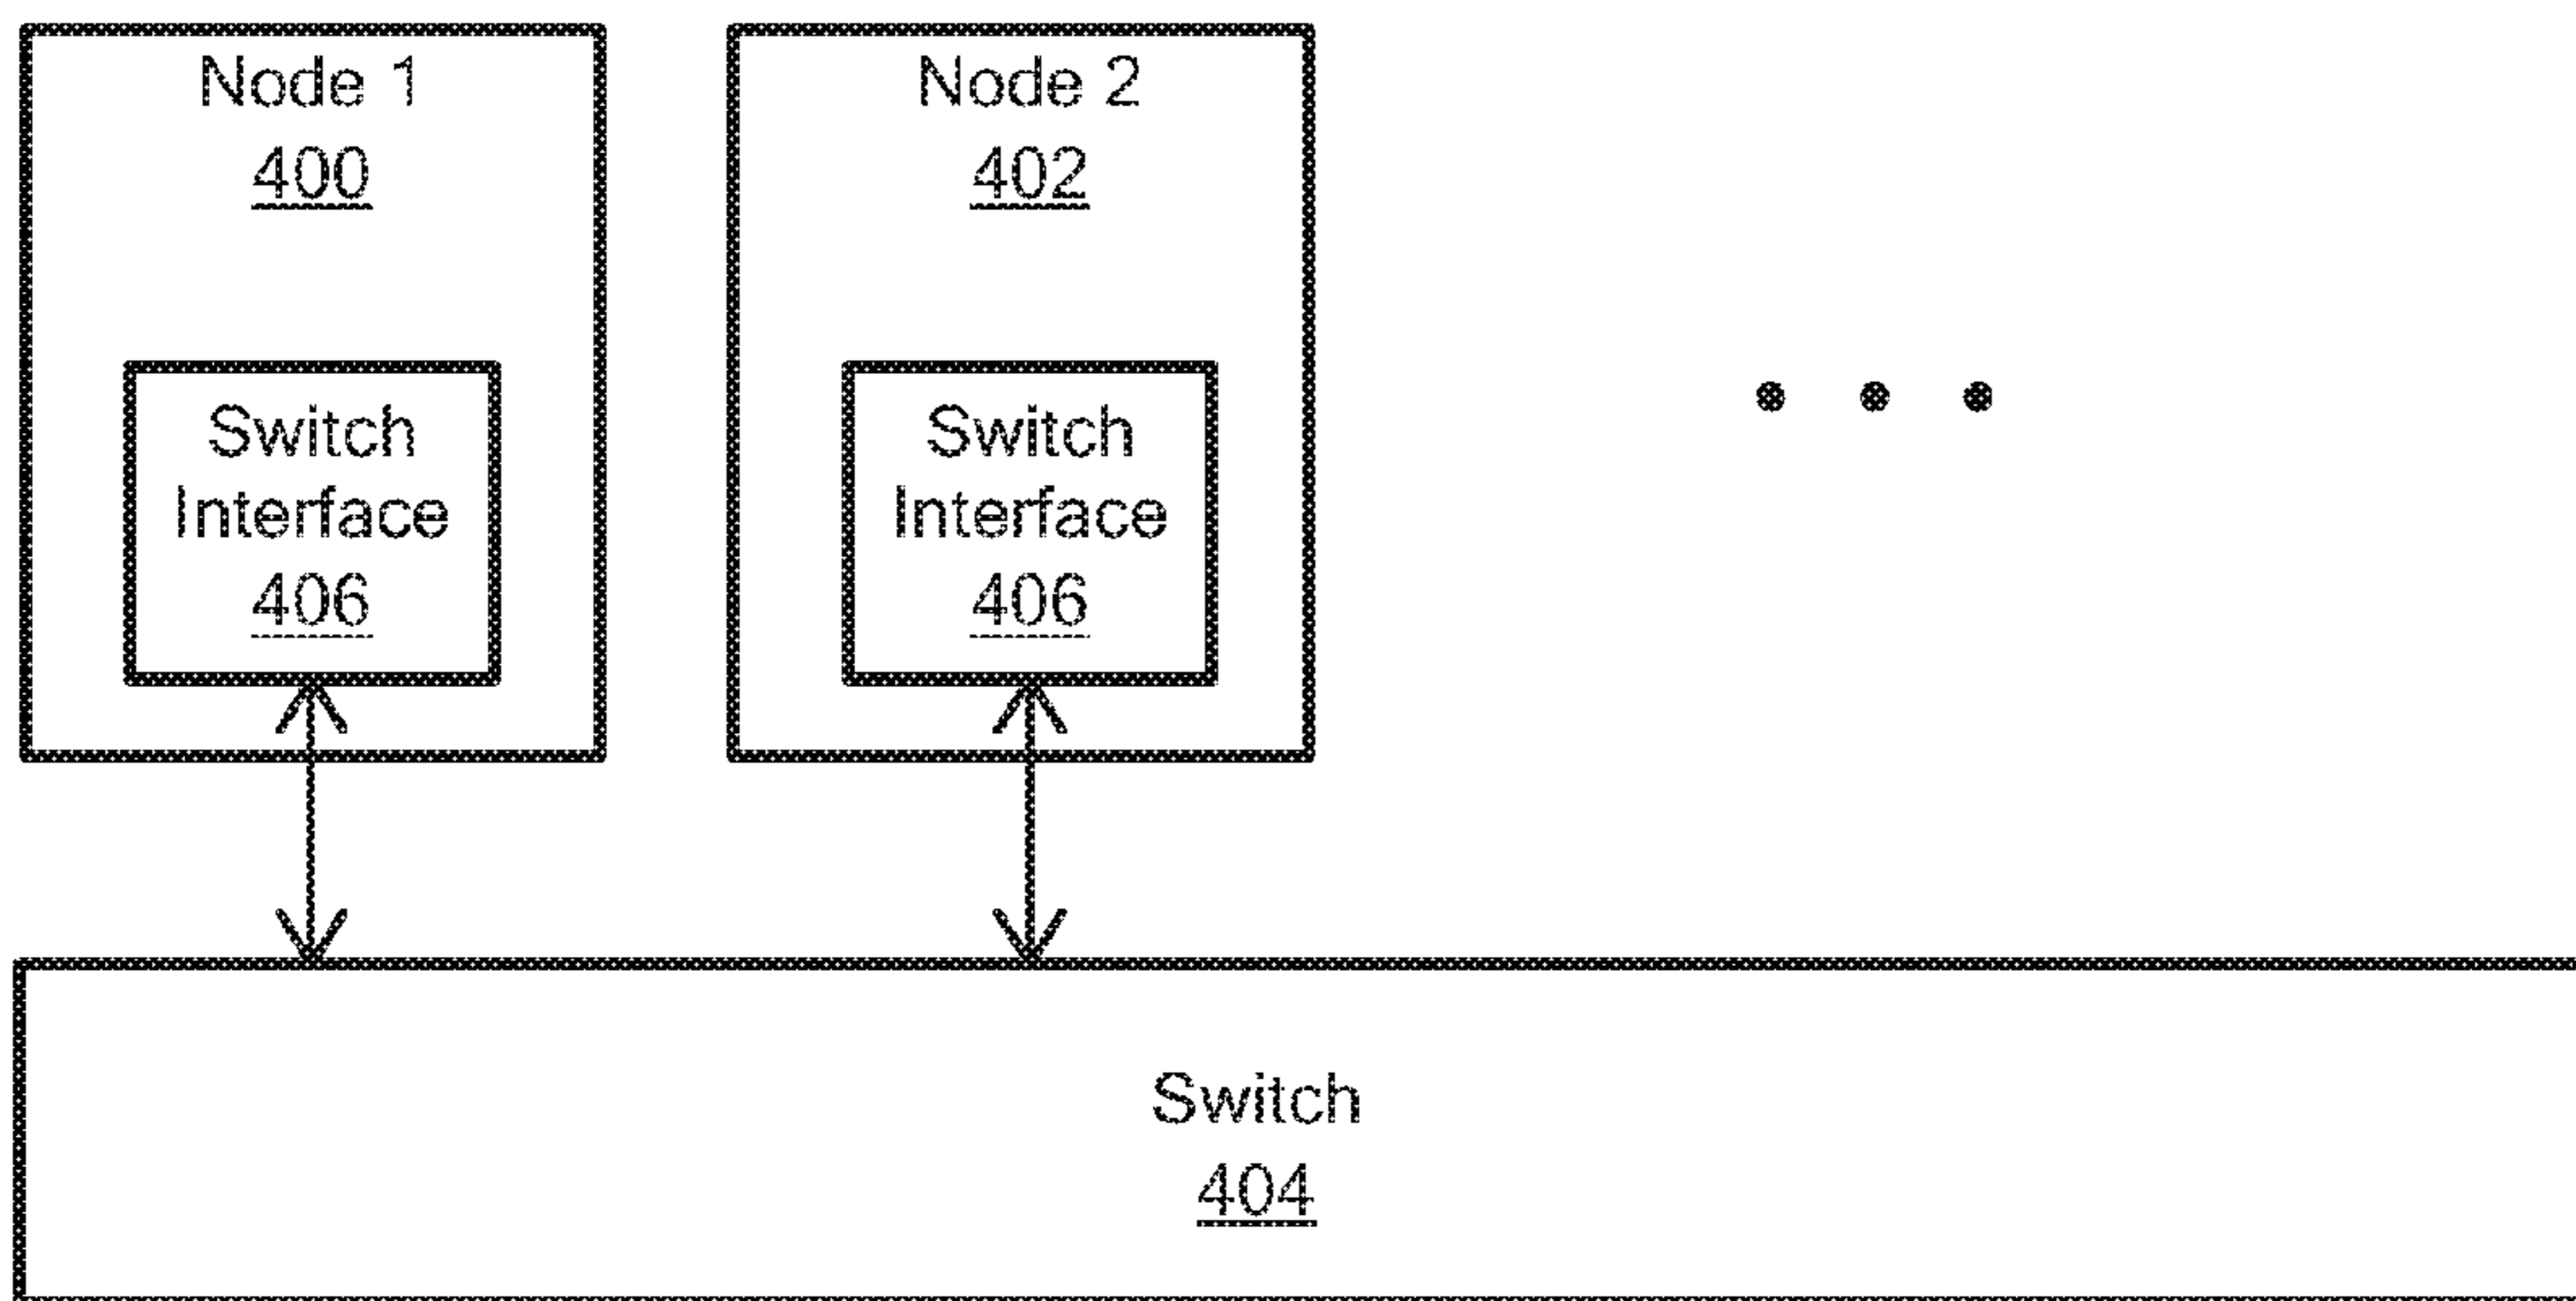 Node 1
400
Switch
Interface
406
Node 2
402
Switch
Interface
406
Switch
404